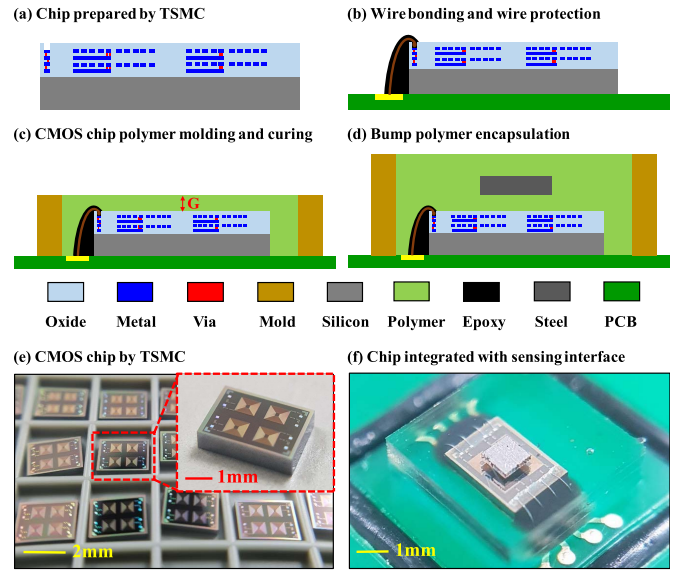 (a) Chip prepared by TSMC
(b) Wire bonding and wire protection
(c) CMOS chip polymer molding and curing
(d) Bump polymer encapsulation
G
Oxide Metal Via Mold Silicon Polymer Epoxy Steel PCB
(e) CMOS chip by TSMC
(f) Chip integrated with sensing interface
1mm
2mm
1mm